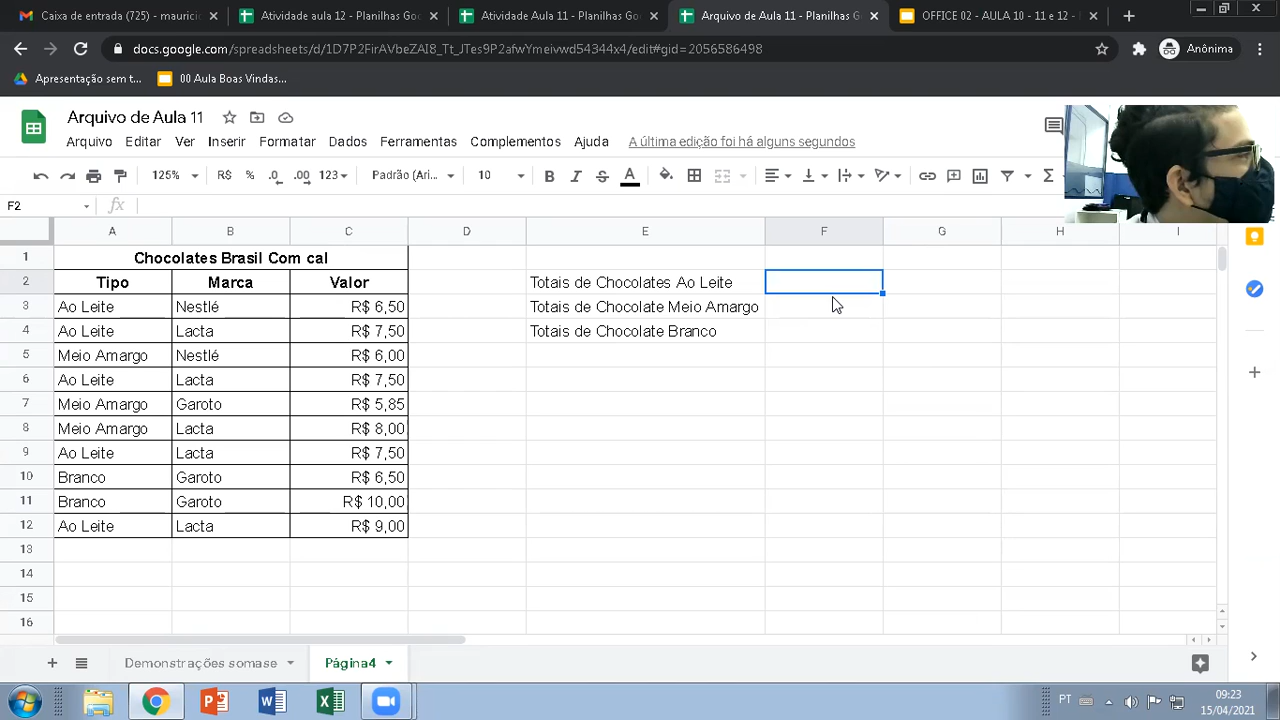 Caixa de entrada (725) - maurici
Atividade aula 12 - Planilhas Goo
Atividade Aula 11 - Planilhas G
Arquivo de Aula 11 - Planilhas G
OFFICE 02 - AULA 10 - 11 e 12 -
docs.google.com/spreadsheets/d/1D7P2FirAVbeZAI8_Tt_JTes9P2afwYmeivwd54344x4/edit#gid=2056586498
Anônima
Apresentação sem t...
00 Aula Boas Vindas...
Arquivo de Aula 11
Arquivo Editar Ver Inserir Formatar Dados Ferramentas Complementos Ajuda A última edição foi há alguns segundos
125% R$ % .0 .00 123 Padrão (Ari... 10 B I S A Σ
F2 fx
A B C D E F G H I
1 Chocolates Brasil Com cal
2 Tipo Marca Valor Totais de Chocolates Ao Leite
3 Ao Leite Nestlé R$ 6,50 Totais de Chocolate Meio Amargo
4 Ao Leite Lacta R$ 7,50 Totais de Chocolate Branco
5 Meio Amargo Nestlé R$ 6,00
6 Ao Leite Lacta R$ 7,50
7 Meio Amargo Garoto R$ 5,85
8 Meio Amargo Lacta R$ 8,00
9 Ao Leite Lacta R$ 7,50
10 Branco Garoto R$ 6,50
11 Branco Garoto R$ 10,00
12 Ao Leite Lacta R$ 9,00
13
14
15
16
Demonstrações somase
Página4
PT
09:23
15/04/2021